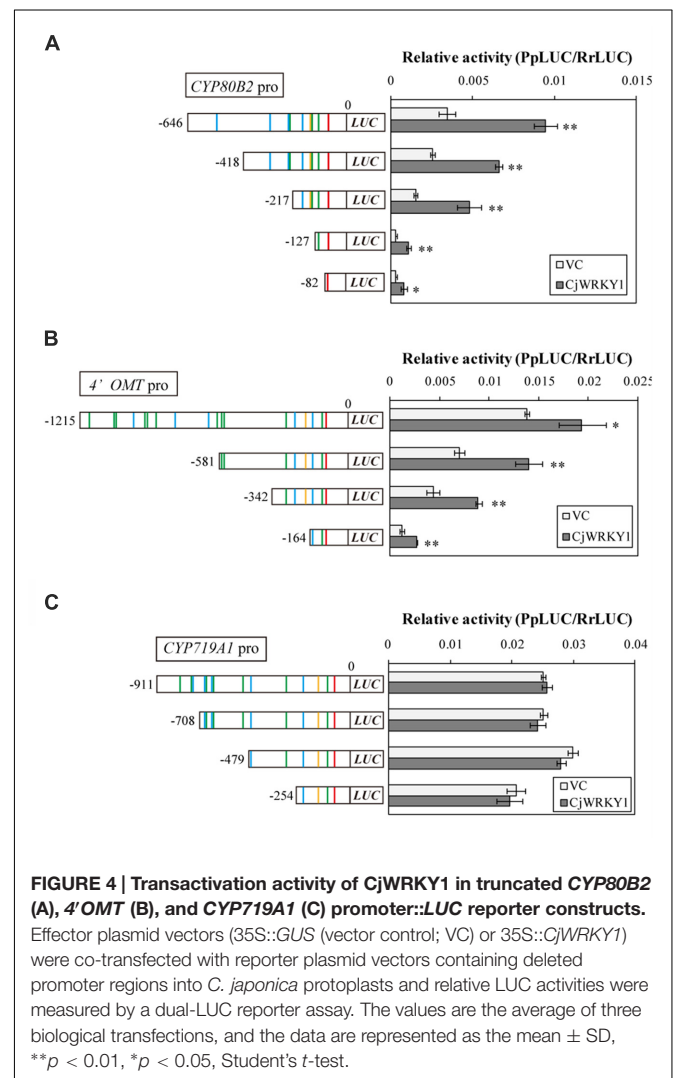 A
Relative activity (PpLUC/RrLUC)
0 0.005 0.01 0.015
CYP80B2 pro
0
-646 LUC **
-418 LUC **
-217 LUC **
-127 LUC **
-82 LUC *
VC
CjWRKY1
B
Relative activity (PpLUC/RrLUC)
0 0.005 0.01 0.015 0.02 0.025
4' OMT pro
0
-1215 LUC *
-581 LUC **
-342 LUC **
-164 LUC **
VC
CjWRKY1
C
Relative activity (PpLUC/RrLUC)
0 0.01 0.02 0.03 0.04
CYP719A1 pro
0
-911 LUC
-708 LUC
-479 LUC
-254 LUC
VC
CjWRKY1
FIGURE 4 | Transactivation activity of CjWRKY1 in truncated CYP80B2
(A), 4′OMT (B), and CYP719A1 (C) promoter::LUC reporter constructs.
Effector plasmid vectors (35S::GUS (vector control; VC) or 35S::CjWRKY1)
were co-transfected with reporter plasmid vectors containing deleted
promoter regions into C. japonica protoplasts and relative LUC activities were
measured by a dual-LUC reporter assay. The values are the average of three
biological transfections, and the data are represented as the mean ± SD,
**p < 0.01, *p < 0.05, Student's t-test.